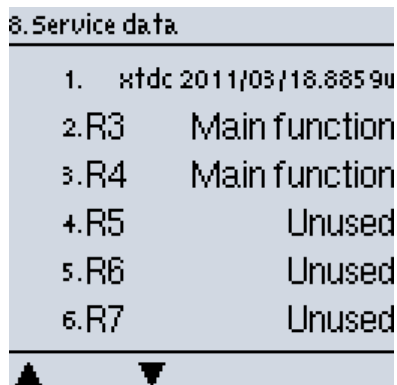 8.Service data
1. xtdc 2011/03/18.8859u
2.R3 Main function
3.R4 Main function
4.R5 Unused
5.R6 Unused
6.R7 Unused